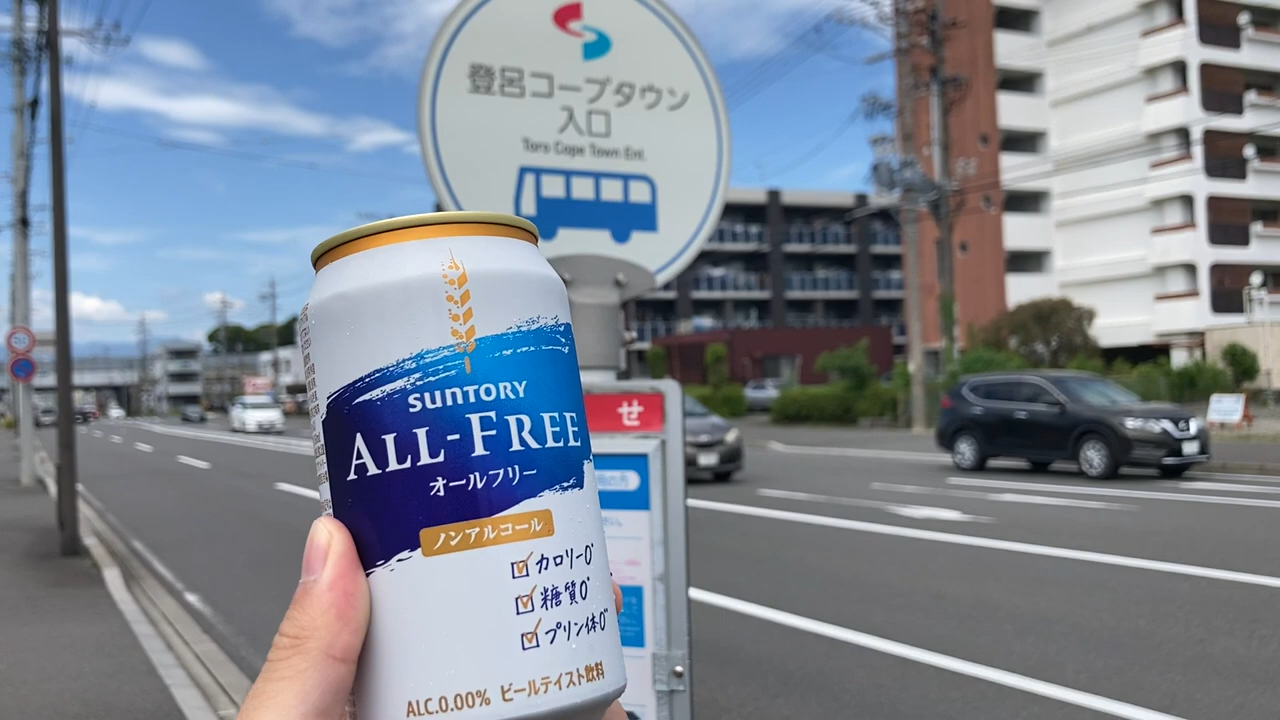 登呂コープタウン
入口
Toro Cope Town Ent.
SUNTORY
ALL-FREE
オールフリー
ノンアルコール
カロリー0
糖質0
プリン体0
ALC.0.00% ビールテイスト飲料
せ